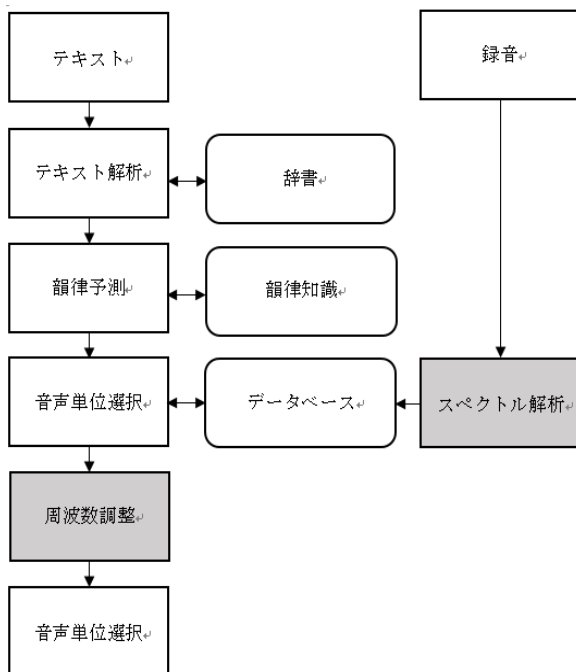 テキスト
録音
テキスト解析
辞書
韻律予測
韻律知識
音声単位選択
データベース
スペクトル解析
周波数調整
音声単位選択